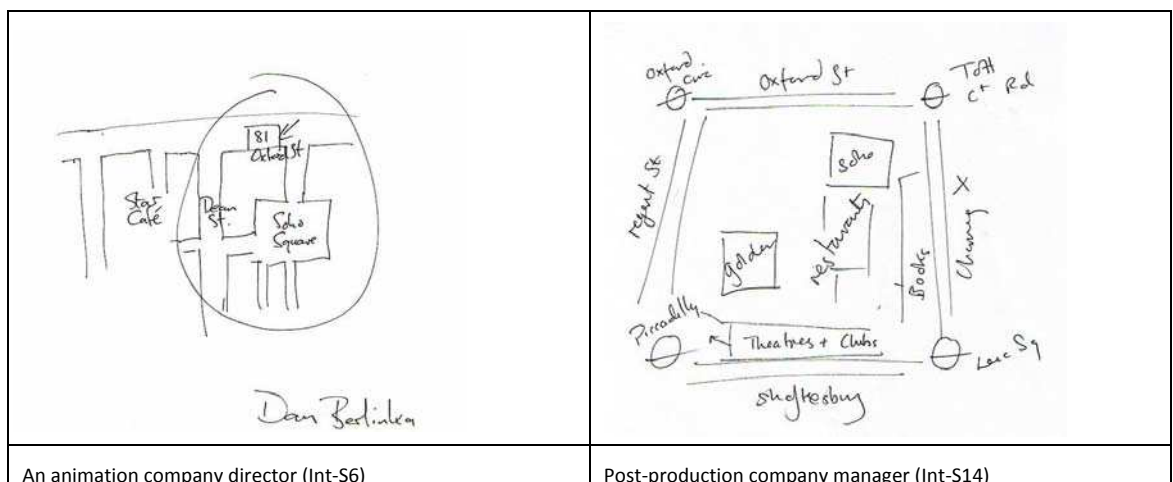 81
Oxford St
Star
Café
Dean
St.
Soho
Square
Dan Berlinka
Oxford
Circ
Oxford St
Tott
Ct Rd
regent St
Soho
restaurants
golden
Books
Charing X
Piccadilly
Theatres + Clubs
Leic Sq
Shaftesbury
An animation company director (Int-S6)
Post-production company manager (Int-S14)